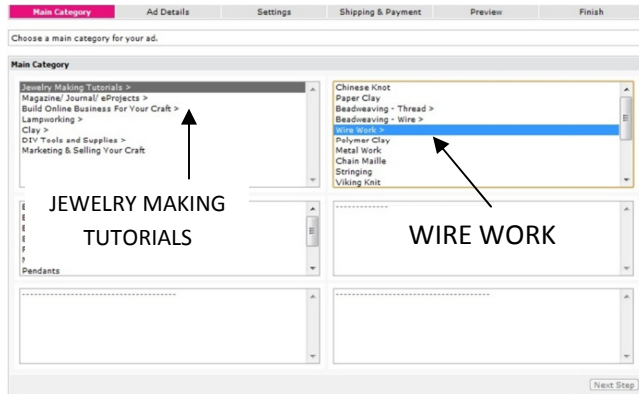 Main Category Ad Details Settings Shipping & Payment Preview Finish
Choose a main category for your ad.
Main Category
Jewelry Making Tutorials >
Magazine/ Journal/ eProjects >
Build Online Business For Your Craft >
Lampworking >
Clay >
DIY Tools and Supplies >
Marketing & Selling Your Craft
Chinese Knot
Paper Clay
Beadweaving - Thread >
Beadweaving - Wire >
Wire Work >
Polymer Clay
Metal Work
Chain Maille
Stringing
Viking Knit
JEWELRY MAKING
TUTORIALS
WIRE WORK
Pendants
Next Step